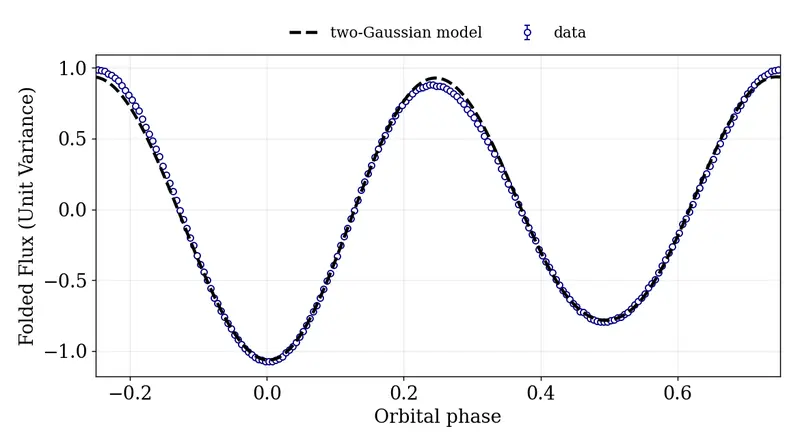 two-Gaussian model
data
Folded Flux (Unit Variance)
1.0
0.5
0.0
−0.5
−1.0
−0.2
0.0
0.2
0.4
0.6
Orbital phase